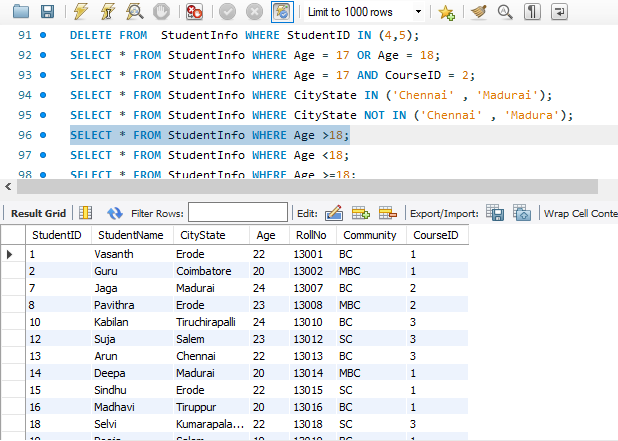 Limit to 1000 rows
91 DELETE FROM  StudentInfo WHERE StudentID IN (4,5);
92 SELECT * FROM StudentInfo WHERE Age = 17 OR Age = 18;
93 SELECT * FROM StudentInfo WHERE Age = 17 AND CourseID = 2;
94 SELECT * FROM StudentInfo WHERE CityState IN ('Chennai' , 'Madurai');
95 SELECT * FROM StudentInfo WHERE CityState NOT IN ('Chennai' , 'Madura');
96 SELECT * FROM StudentInfo WHERE Age >18;
97 SELECT * FROM StudentInfo WHERE Age <18;
98 SELECT * FROM StudentInfo WHERE Age >=18;
Result Grid Filter Rows: Edit: Export/Import: Wrap Cell Conte
StudentID StudentName CityState Age RollNo Community CourseID
1 Vasanth Erode 22 13001 BC 1
2 Guru Coimbatore 20 13002 MBC 1
7 Jaga Madurai 24 13007 BC 2
8 Pavithra Erode 23 13008 MBC 2
10 Kabilan Tiruchirapalli 24 13010 BC 3
12 Suja Salem 23 13012 SC 3
13 Arun Chennai 22 13013 BC 3
14 Deepa Madurai 20 13014 MBC 1
15 Sindhu Erode 22 13015 SC 1
16 Madhavi Tiruppur 20 13016 BC 1
18 Selvi Kumarapala... 22 13018 SC 3